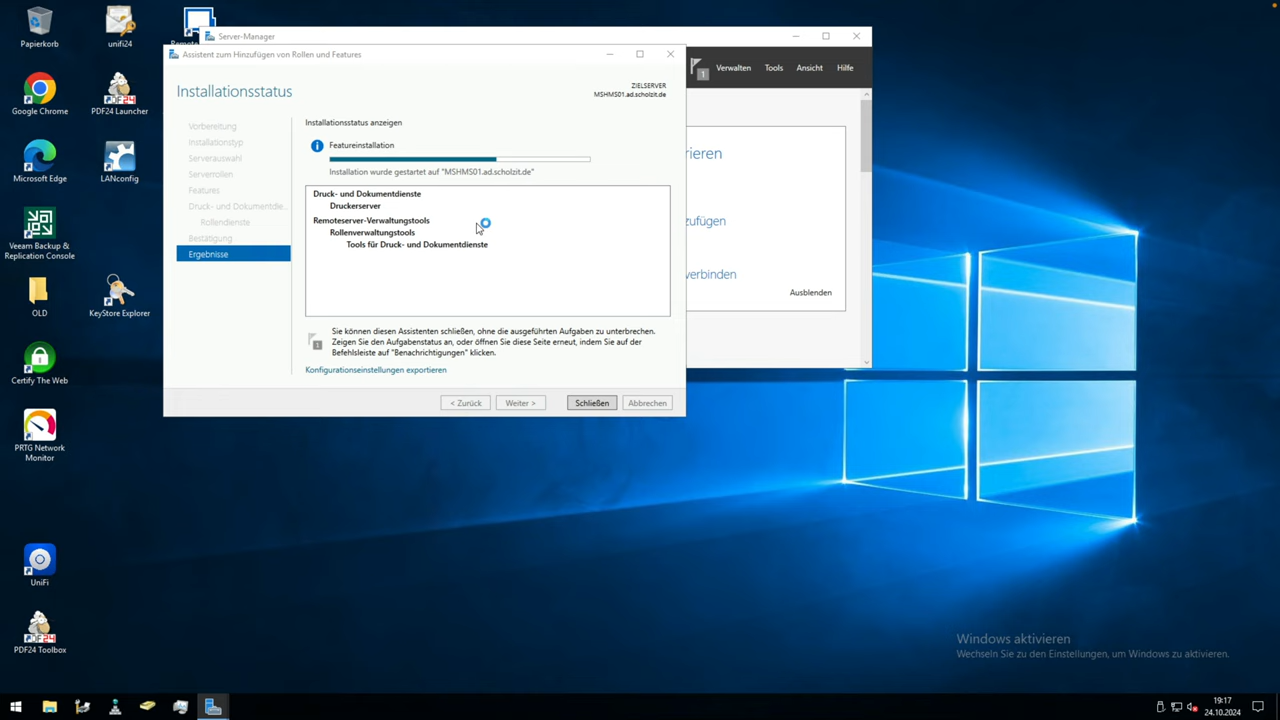 Papierkorb
unifi24
Google Chrome
PDF24 Launcher
Microsoft Edge
LANconfig
Veeam Backup &
Replication Console
OLD
KeyStore Explorer
Certify The Web
PRTG Network
Monitor
UniFi
PDF24 Toolbox
Server-Manager
Verwalten
Tools
Ansicht
Hilfe
Ausblenden
Assistent zum Hinzufügen von Rollen und Features
Installationsstatus
ZIELSERVER
MSHMS01.ad.scholzit.de
Vorbereitung
Installationstyp
Serverauswahl
Serverrollen
Features
Druck- und Dokumentdie...
Rollendienste
Bestätigung
Ergebnisse
Installationsstatus anzeigen
Featureinstallation
Installation wurde gestartet auf "MSHMS01.ad.scholzit.de"
Druck- und Dokumentdienste
Druckerserver
Remoteserver-Verwaltungstools
Rollenverwaltungstools
Tools für Druck- und Dokumentdienste
Sie können diesen Assistenten schließen, ohne die ausgeführten Aufgaben zu unterbrechen.
Zeigen Sie den Aufgabenstatus an, oder öffnen Sie diese Seite erneut, indem Sie auf der
Befehlsleiste auf "Benachrichtigungen" klicken.
Konfigurationseinstellungen exportieren
< Zurück
Weiter >
Schließen
Abbrechen
rieren
zufügen
verbinden
Windows aktivieren
Wechseln Sie zu den Einstellungen, um Windows zu aktivieren.
19:17
24.10.2024